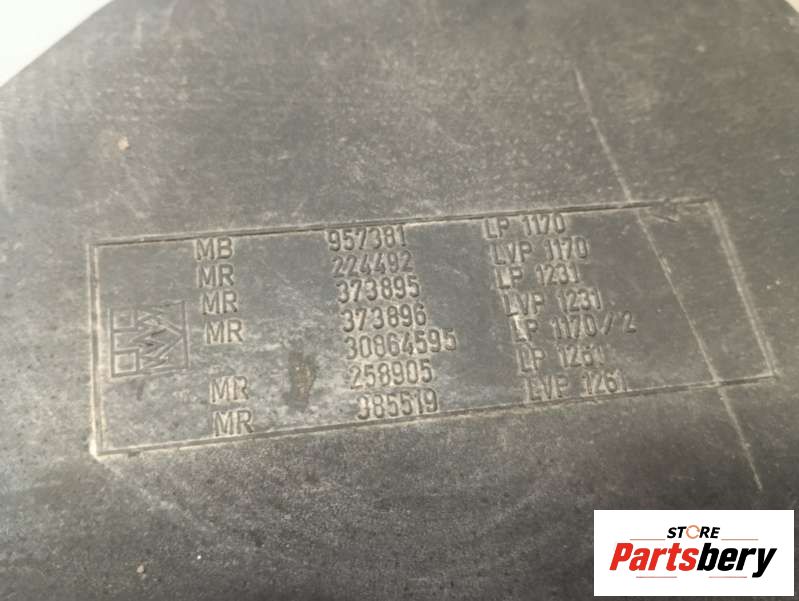 MB 957381 LP 1170
MR 224492 LVP 1170
MR 373895 LP 1231
MR 373896 LVP 1231
30864595 LP 1170/2
MR 258905 LP 1261
MR 385519 LVP 1261
STORE
Partsbery